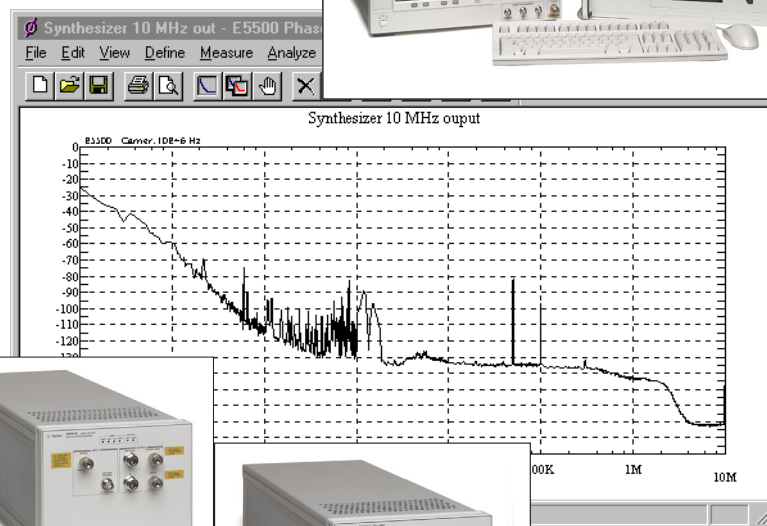 Synthesizer 10 MHz out - E5500 Phas
File Edit View Define Measure Analyze
Synthesizer 10 MHz ouput
E5500 Carrier. 10E+6 Hz
0
-10
-20
-30
-40
-50
-60
-70
-80
-90
-100
-110
-120
00K 1M 10M